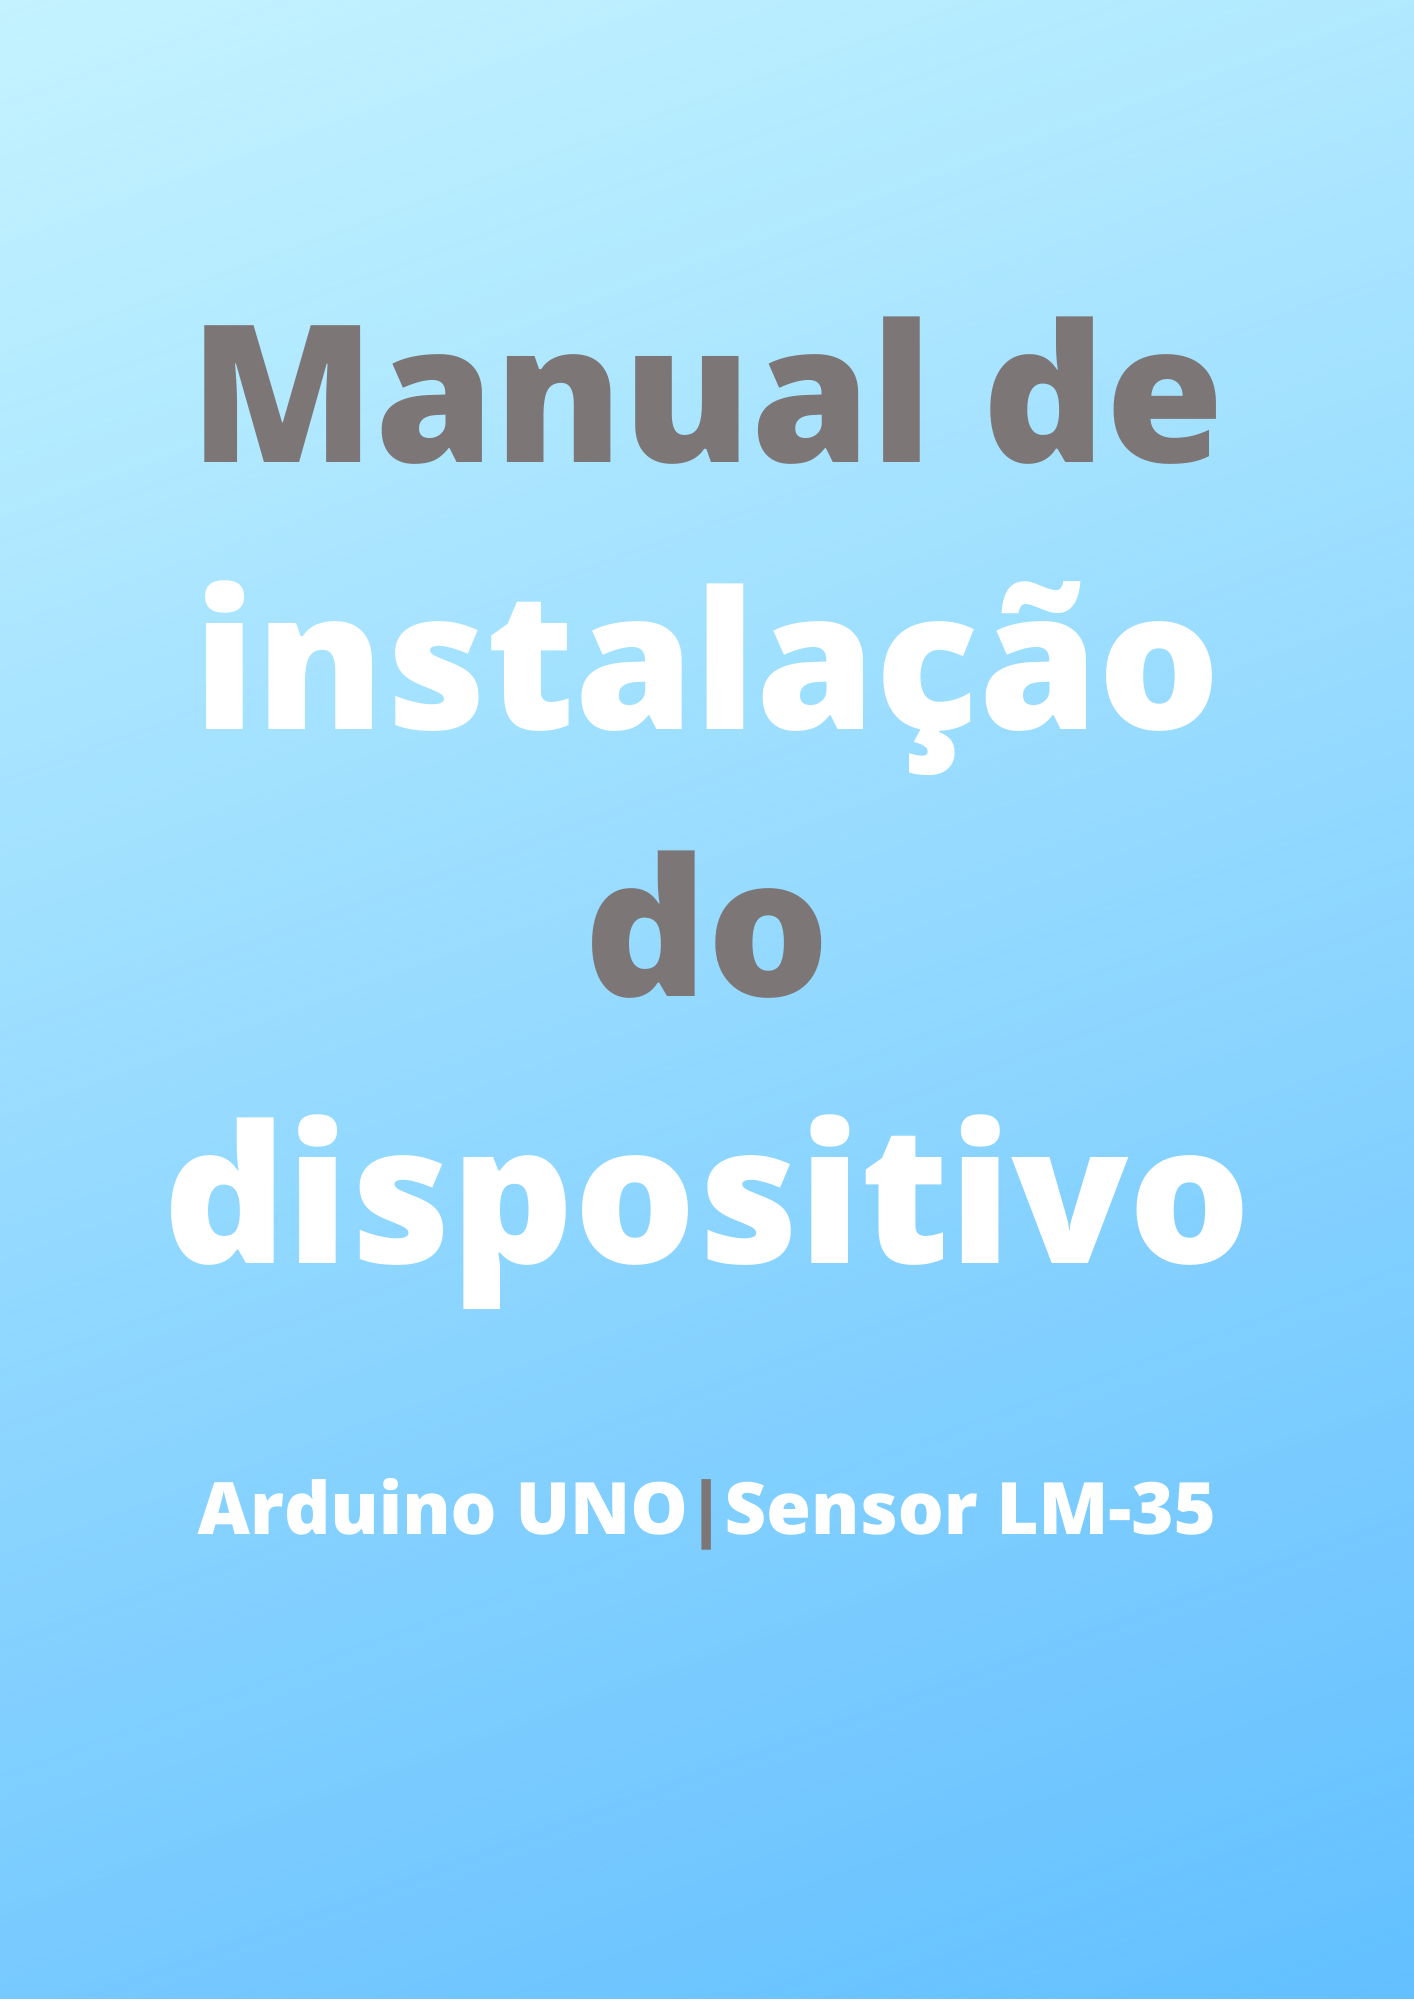 Manual de
instalação
do
dispositivo
Arduino UNO|Sensor LM-35